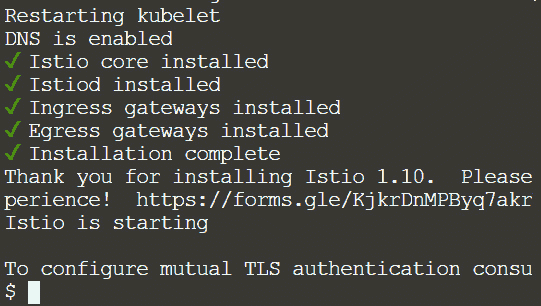 Restarting kubelet
DNS is enabled
✔ Istio core installed
✔ Istiod installed
✔ Ingress gateways installed
✔ Egress gateways installed
✔ Installation complete
Thank you for installing Istio 1.10.  Please
perience!  https://forms.gle/KjkrDnMPByq7akr
Istio is starting
To configure mutual TLS authentication consu
$